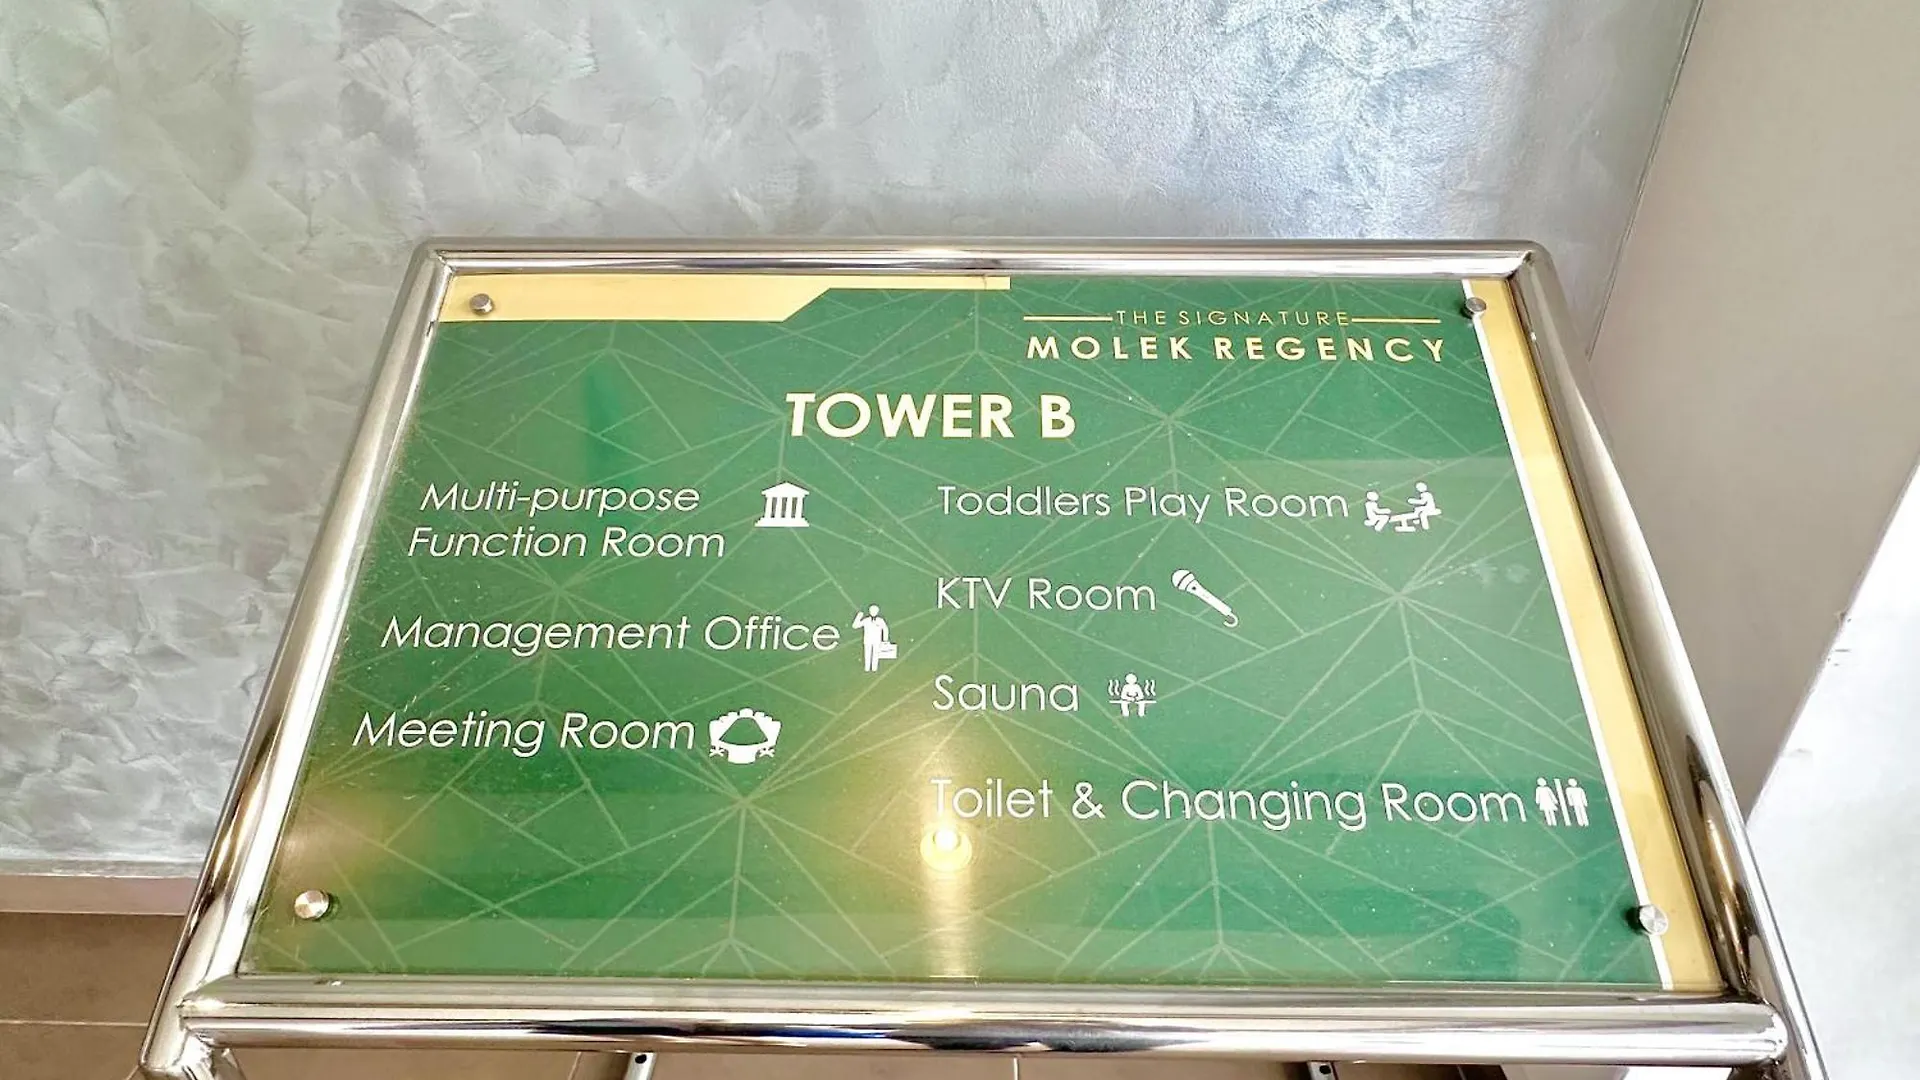 THE SIGNATURE
MOLEK REGENCY
TOWER B
Multi-purpose
Function Room
Management Office
Meeting Room
Toddlers Play Room
KTV Room
Sauna
Toilet & Changing Room